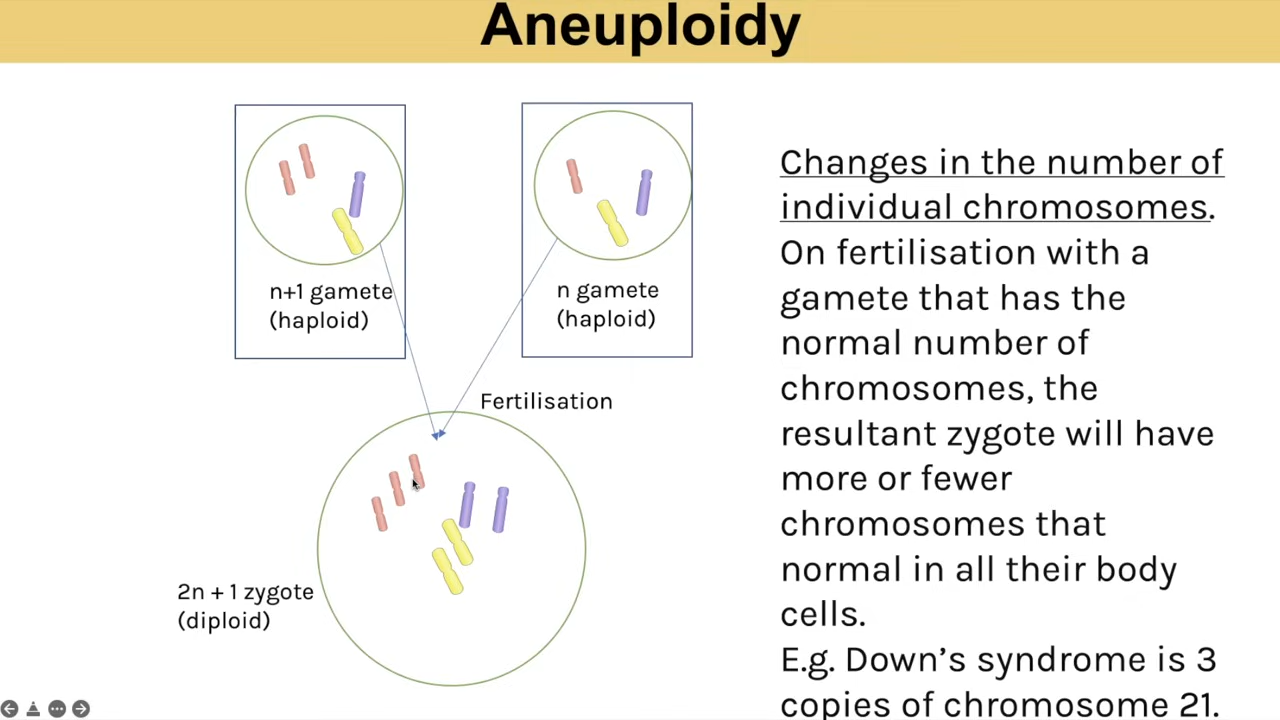 Aneuploidy
n+1 gamete
(haploid)
n gamete
(haploid)
Fertilisation
2n + 1 zygote
(diploid)
Changes in the number of
individual chromosomes.
On fertilisation with a
gamete that has the
normal number of
chromosomes, the
resultant zygote will have
more or fewer
chromosomes that
normal in all their body
cells.
E.g. Down’s syndrome is 3
copies of chromosome 21.